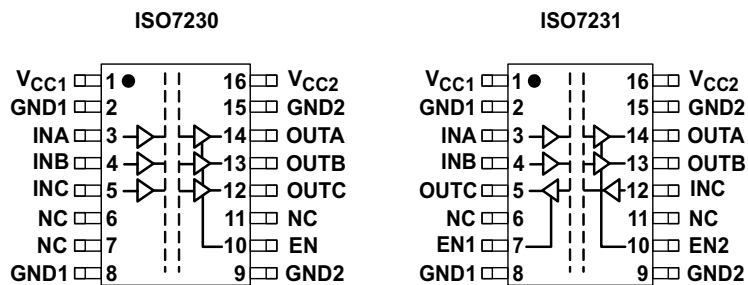 ISO7230
VCC1 1 16 VCC2
GND1 2 15 GND2
INA 3 14 OUTA
INB 4 13 OUTB
INC 5 12 OUTC
NC 6 11 NC
NC 7 10 EN
GND1 8 9 GND2
ISO7231
VCC1 1 16 VCC2
GND1 2 15 GND2
INA 3 14 OUTA
INB 4 13 OUTB
OUTC 5 12 INC
NC 6 11 NC
EN1 7 10 EN2
GND1 8 9 GND2